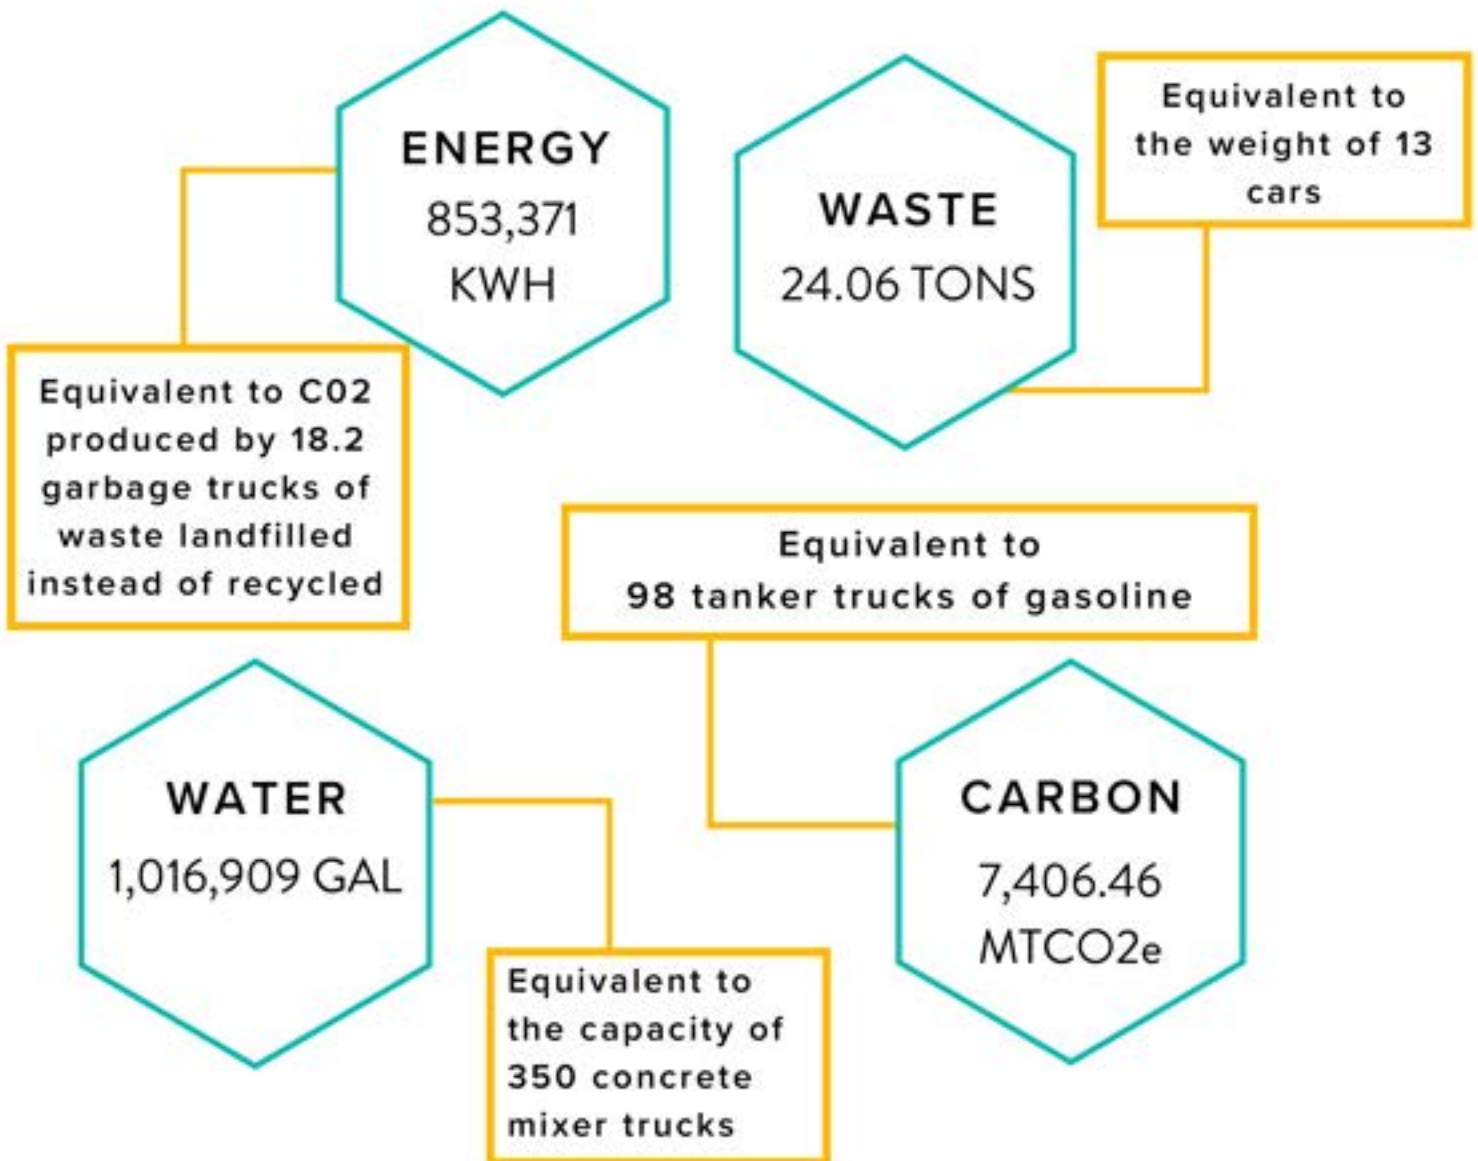 ENERGY
853,371
KWH
Equivalent to C02
produced by 18.2
garbage trucks of
waste landfilled
instead of recycled
WASTE
24.06 TONS
Equivalent to
the weight of 13
cars
Equivalent to
98 tanker trucks of gasoline
WATER
1,016,909 GAL
Equivalent to
the capacity of
350 concrete
mixer trucks
CARBON
7,406.46
MTCO2e